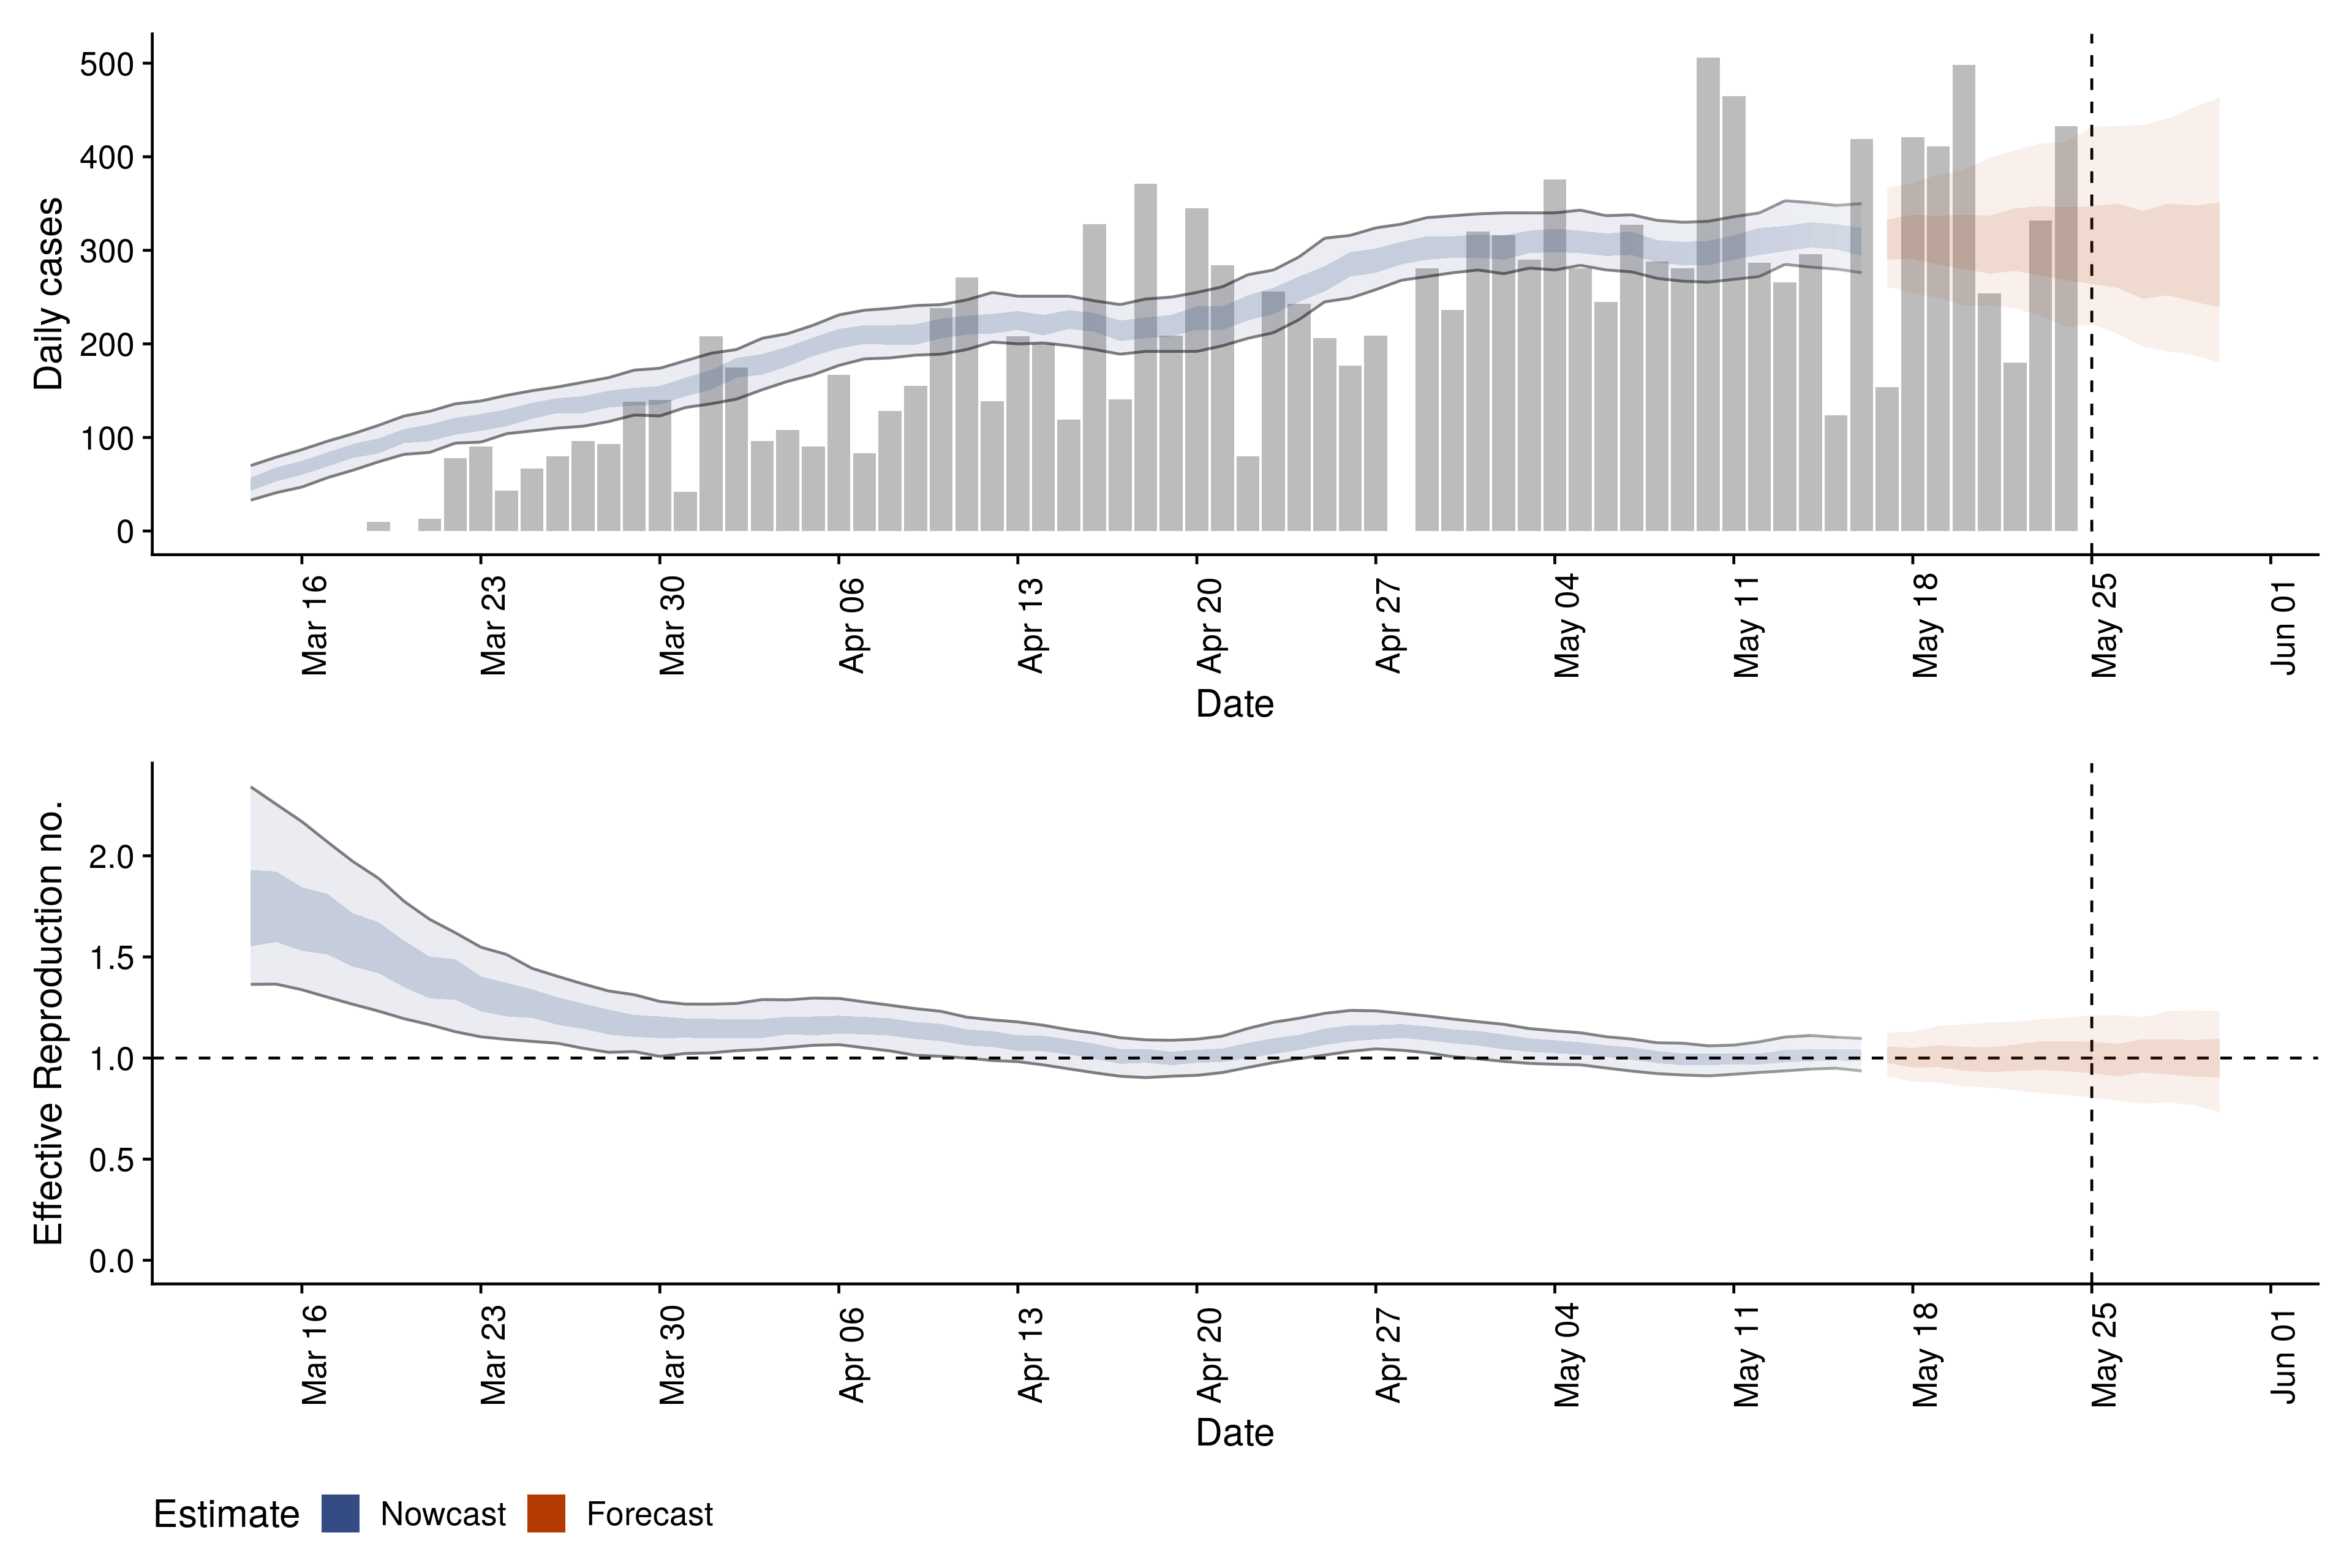 Daily cases
500
400
300
200
100
0
Mar 16
Mar 23
Mar 30
Apr 06
Apr 13
Apr 20
Apr 27
May 04
May 11
May 18
May 25
Jun 01
Date
Effective Reproduction no.
2.0
1.5
1.0
0.5
0.0
Mar 16
Mar 23
Mar 30
Apr 06
Apr 13
Apr 20
Apr 27
May 04
May 11
May 18
May 25
Jun 01
Date
Estimate Nowcast Forecast